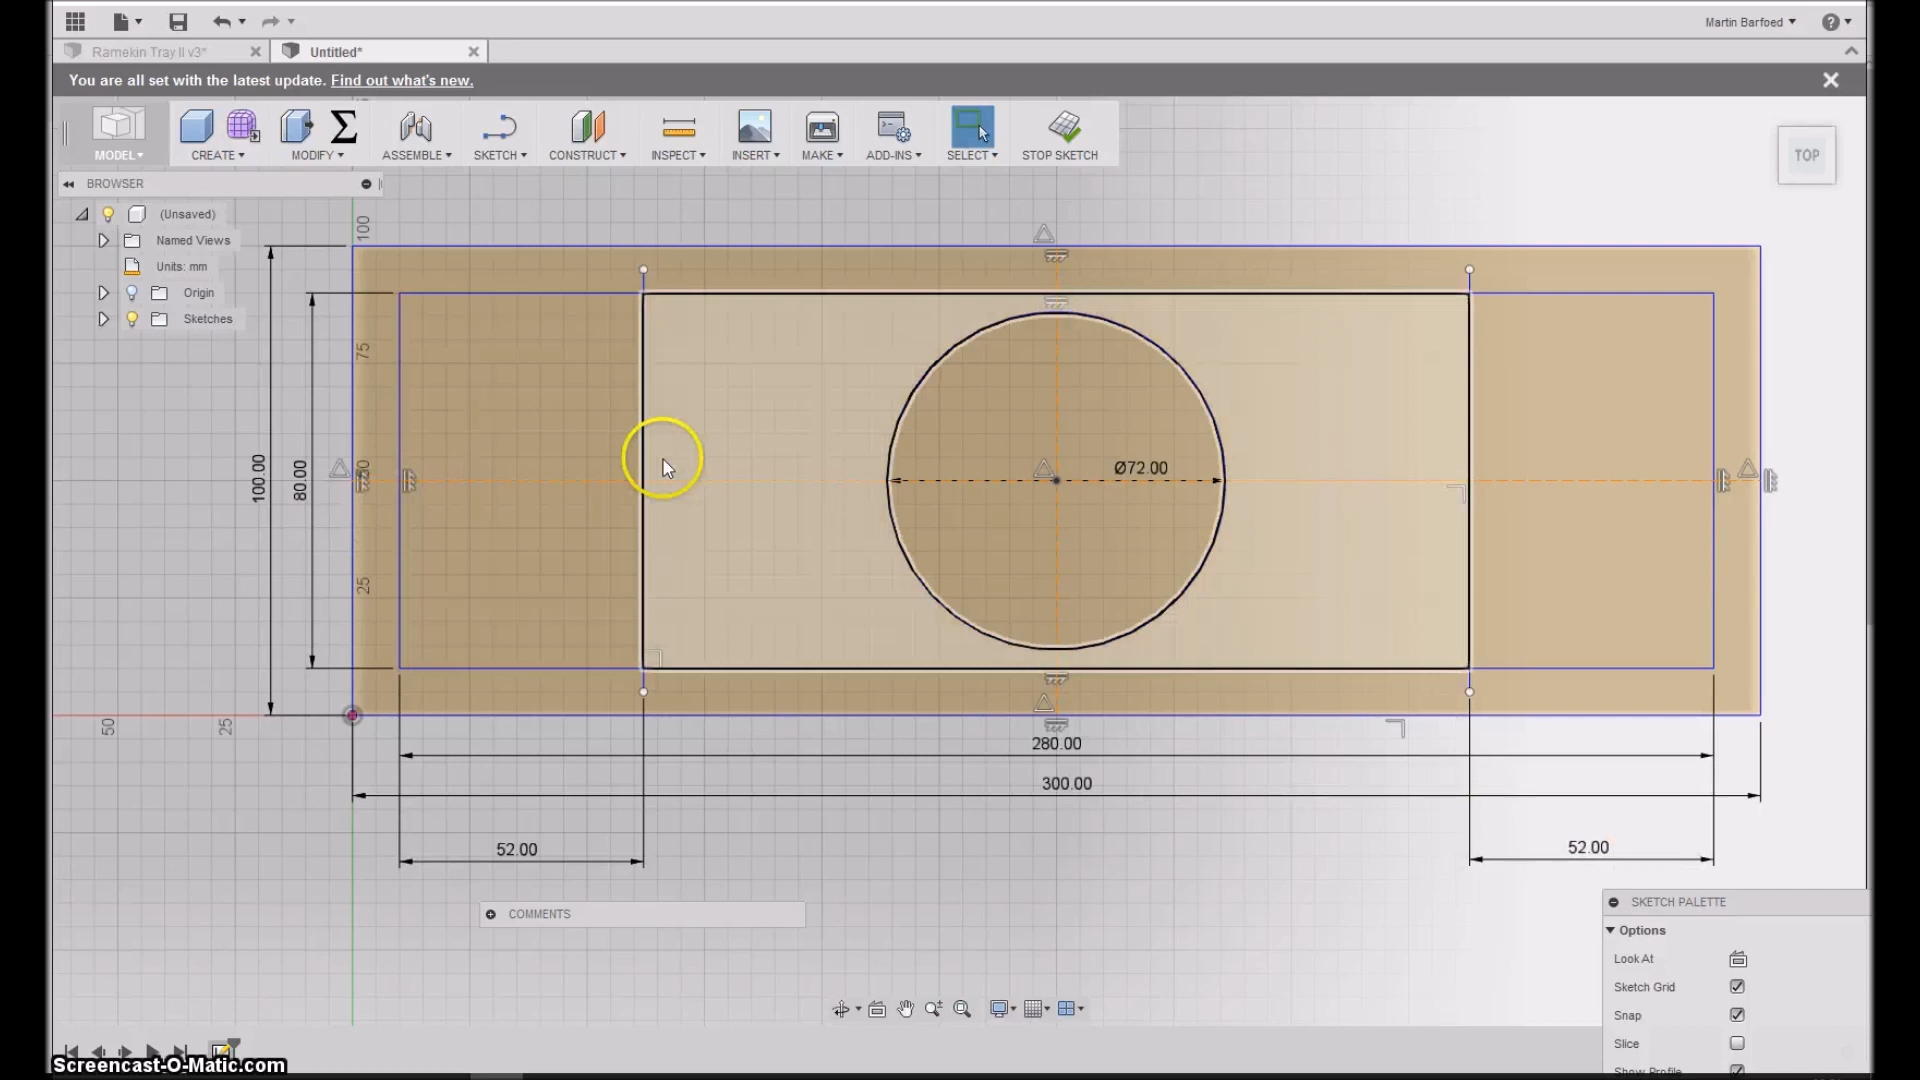 Martin Barfoed
Ramekin Tray II v3*
Untitled*
You are all set with the latest update. Find out what's new.
MODEL
CREATE
MODIFY
ASSEMBLE
SKETCH
CONSTRUCT
INSPECT
INSERT
MAKE
ADD-INS
SELECT
STOP SKETCH
TOP
BROWSER
(Unsaved)
Named Views
Units: mm
Origin
Sketches
100
75
25
50
25
100.00
80.00
Ø72.00
280.00
300.00
52.00
52.00
COMMENTS
SKETCH PALETTE
Options
Look At
Sketch Grid
Snap
Slice
Show Profile
Screencast-O-Matic.com